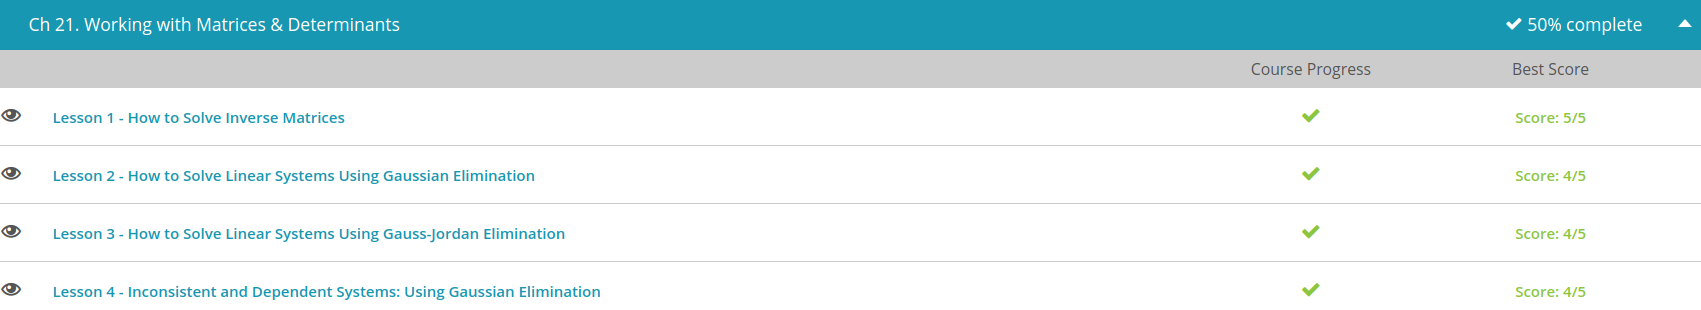 Ch 21. Working with Matrices & Determinants 50% complete
Course Progress Best Score
Lesson 1 - How to Solve Inverse Matrices Score: 5/5
Lesson 2 - How to Solve Linear Systems Using Gaussian Elimination Score: 4/5
Lesson 3 - How to Solve Linear Systems Using Gauss-Jordan Elimination Score: 4/5
Lesson 4 - Inconsistent and Dependent Systems: Using Gaussian Elimination Score: 4/5